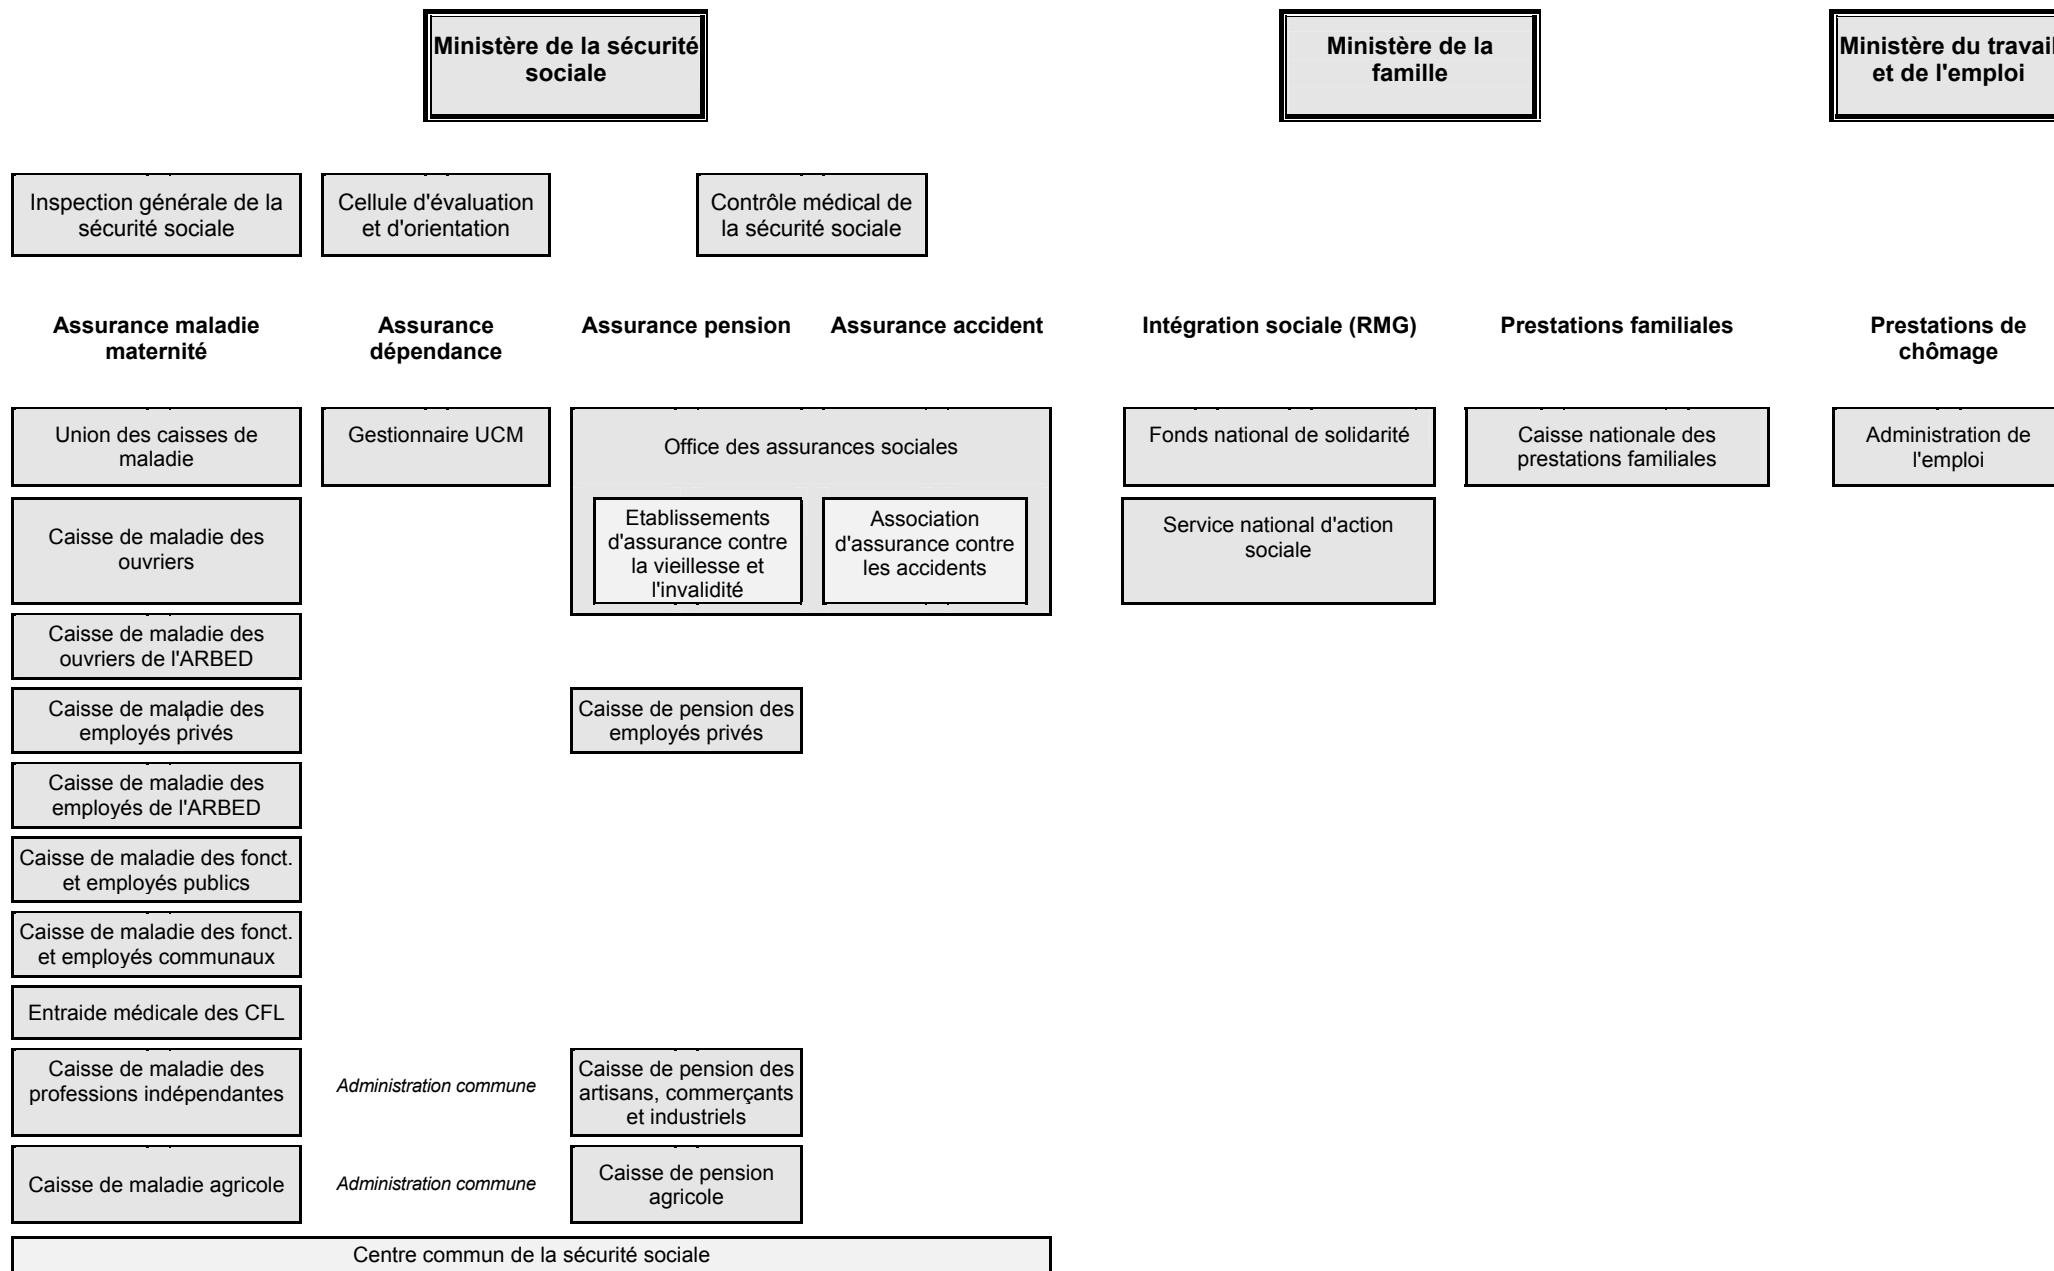 Ministère de la sécurité
sociale
Ministère de la
famille
Ministère du travail
et de l'emploi
Inspection générale de la
sécurité sociale
Cellule d'évaluation
et d'orientation
Contrôle médical de
la sécurité sociale
Assurance maladie
maternité
Assurance
dépendance
Assurance pension
Assurance accident
Intégration sociale (RMG)
Prestations familiales
Prestations de
chômage
Union des caisses de
maladie
Gestionnaire UCM
Office des assurances sociales
Fonds national de solidarité
Caisse nationale des
prestations familiales
Administration de
l'emploi
Caisse de maladie des
ouvriers
Etablissements
d'assurance contre
la vieillesse et
l'invalidité
Association
d'assurance contre
les accidents
Service national d'action
sociale
Caisse de maladie des
ouvriers de l'ARBED
Caisse de maladie des
employés privés
Caisse de pension des
employés privés
Caisse de maladie des
employés de l'ARBED
Caisse de maladie des fonct.
et employés publics
Caisse de maladie des fonct.
et employés communaux
Entraide médicale des CFL
Caisse de maladie des
professions indépendantes
Administration commune
Caisse de pension des
artisans, commerçants
et industriels
Caisse de maladie agricole
Administration commune
Caisse de pension
agricole
Centre commun de la sécurité sociale